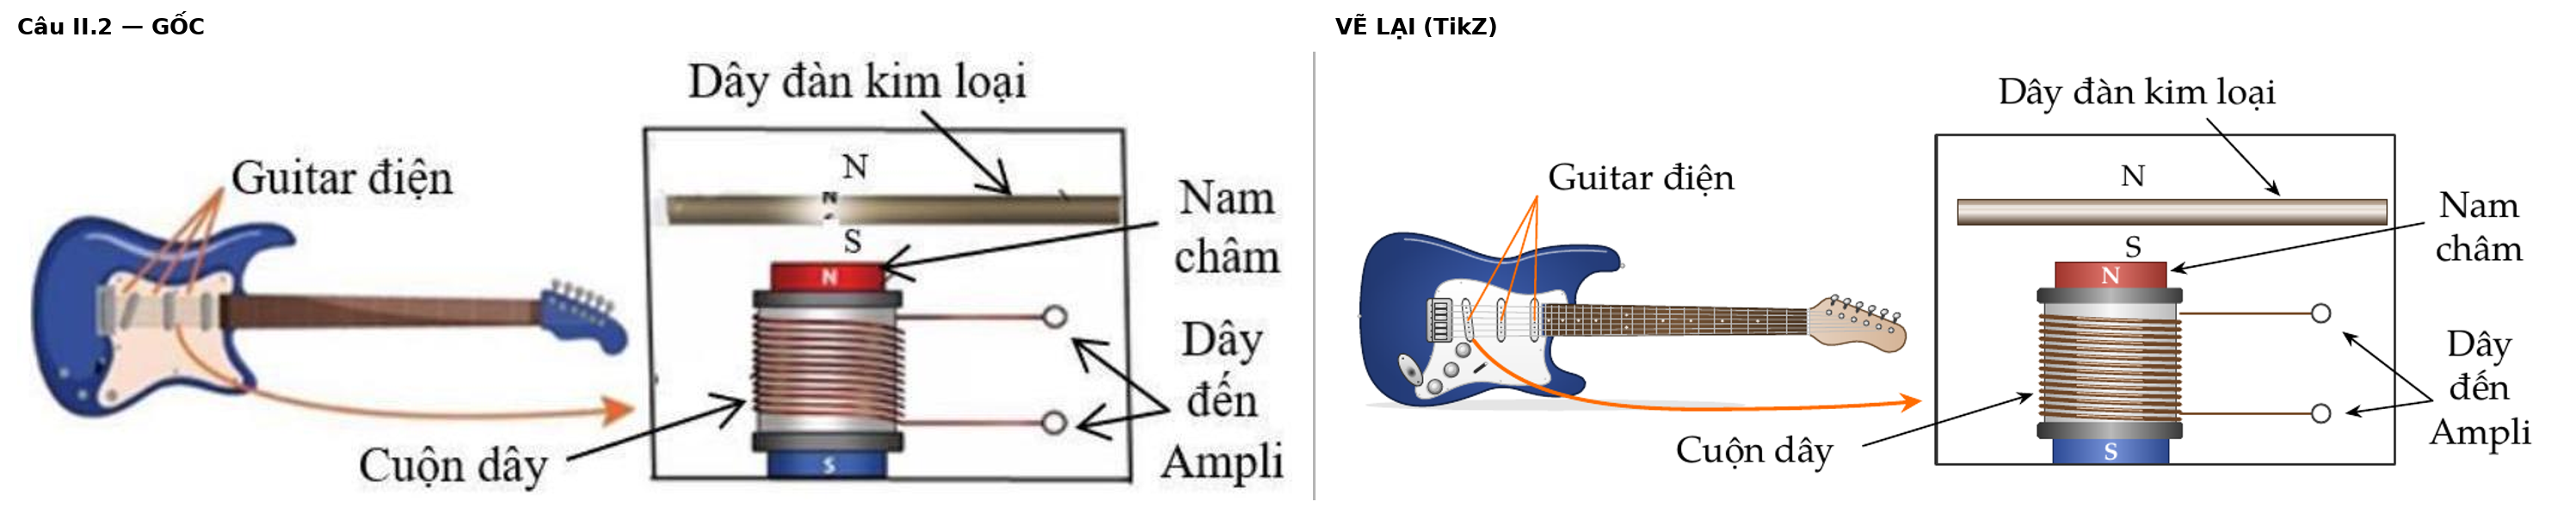 Câu II.2 — GỐC
Dây đàn kim loại
Guitar điện
N
N
S
N
Nam
châm
Dây
đến
Ampli
Cuộn dây
S
VẼ LẠI (TikZ)
Dây đàn kim loại
Guitar điện
N
S
N
Nam
châm
Dây
đến
Ampli
Cuộn dây
S